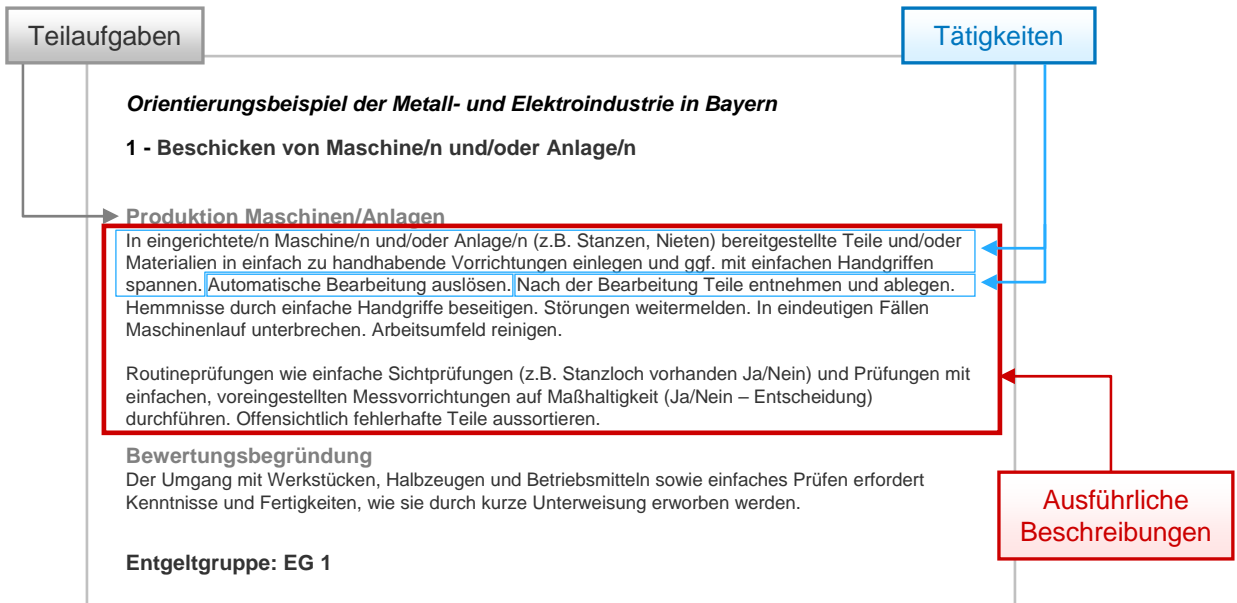 Teilaufgaben
Tätigkeiten
Orientierungsbeispiel der Metall- und Elektroindustrie in Bayern
1 - Beschicken von Maschine/n und/oder Anlage/n
Produktion Maschinen/Anlagen
In eingerichtete/n Maschine/n und/oder Anlage/n (z.B. Stanzen, Nieten) bereitgestellte Teile und/oder
Materialien in einfach zu handhabende Vorrichtungen einlegen und ggf. mit einfachen Handgriffen
spannen. Automatische Bearbeitung auslösen. Nach der Bearbeitung Teile entnehmen und ablegen.
Hemmnisse durch einfache Handgriffe beseitigen. Störungen weitermelden. In eindeutigen Fällen
Maschinenlauf unterbrechen. Arbeitsumfeld reinigen.
Routineprüfungen wie einfache Sichtprüfungen (z.B. Stanzloch vorhanden Ja/Nein) und Prüfungen mit
einfachen, voreingestellten Messvorrichtungen auf Maßhaltigkeit (Ja/Nein – Entscheidung)
durchführen. Offensichtlich fehlerhafte Teile aussortieren.
Bewertungsbegründung
Der Umgang mit Werkstücken, Halbzeugen und Betriebsmitteln sowie einfaches Prüfen erfordert
Kenntnisse und Fertigkeiten, wie sie durch kurze Unterweisung erworben werden.
Ausführliche
Beschreibungen
Entgeltgruppe: EG 1